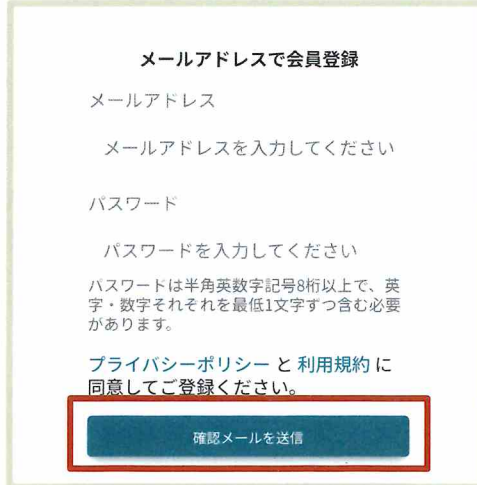 メールアドレスで会員登録
メールアドレス
メールアドレスを入力してください
パスワード
パスワードを入力してください
パスワードは半角英数字記号8桁以上で、英
字・数字それぞれを最低1文字ずつ含む必要
があります。
プライバシーポリシー と 利用規約 に
同意してご登録ください。
確認メールを送信